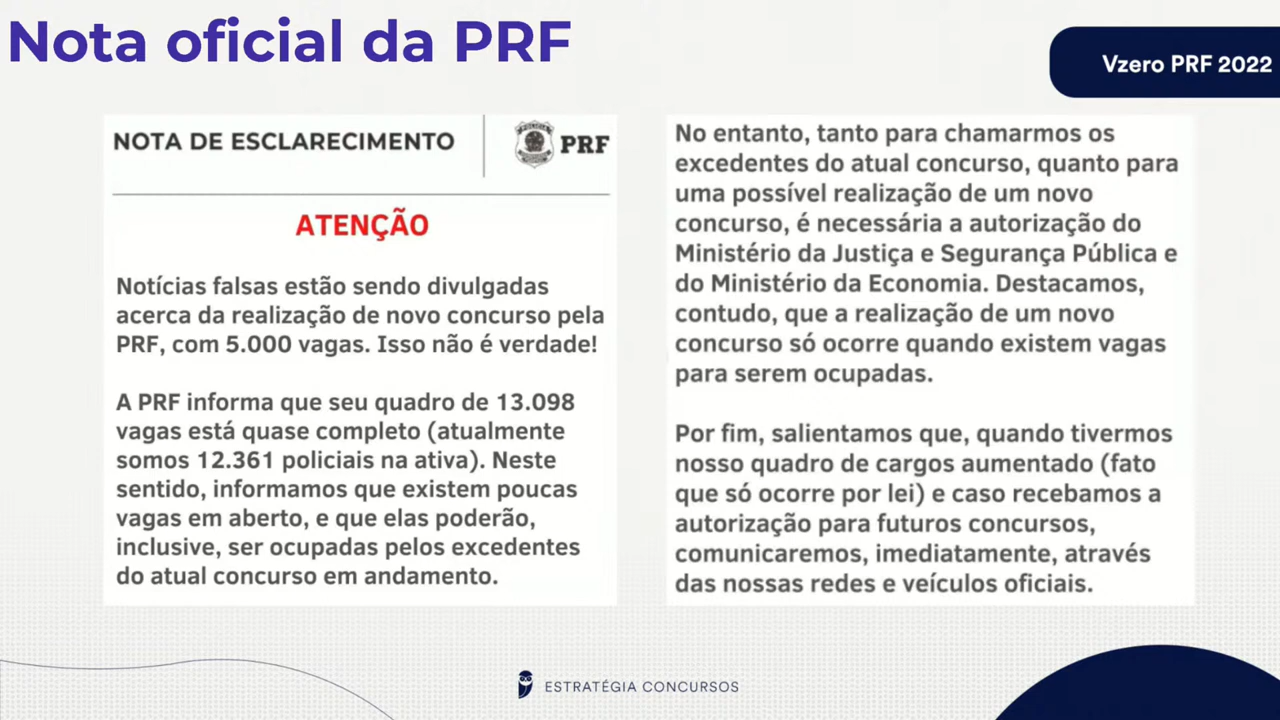 Nota oficial da PRF
Vzero PRF 2022
NOTA DE ESCLARECIMENTO
PRF
ATENÇÃO
Notícias falsas estão sendo divulgadas
acerca da realização de novo concurso pela
PRF, com 5.000 vagas. Isso não é verdade!
A PRF informa que seu quadro de 13.098
vagas está quase completo (atualmente
somos 12.361 policiais na ativa). Neste
sentido, informamos que existem poucas
vagas em aberto, e que elas poderão,
inclusive, ser ocupadas pelos excedentes
do atual concurso em andamento.
No entanto, tanto para chamarmos os
excedentes do atual concurso, quanto para
uma possível realização de um novo
concurso, é necessária a autorização do
Ministério da Justiça e Segurança Pública e
do Ministério da Economia. Destacamos,
contudo, que a realização de um novo
concurso só ocorre quando existem vagas
para serem ocupadas.
Por fim, salientamos que, quando tivermos
nosso quadro de cargos aumentado (fato
que só ocorre por lei) e caso recebamos a
autorização para futuros concursos,
comunicaremos, imediatamente, através
das nossas redes e veículos oficiais.
ESTRATÉGIA CONCURSOS